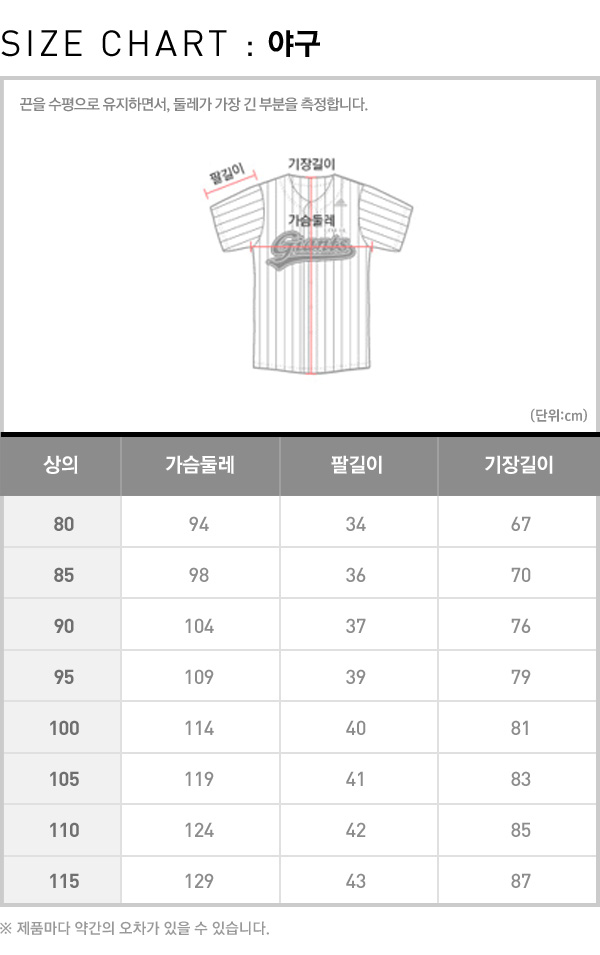 SIZE CHART : 야구
끈을 수평으로 유지하면서, 둘레가 가장 긴 부분을 측정합니다.
팔길이
기장길이
가슴둘레
Giants
(단위:cm)
상의 가슴둘레 팔길이 기장길이
80 94 34 67
85 98 36 70
90 104 37 76
95 109 39 79
100 114 40 81
105 119 41 83
110 124 42 85
115 129 43 87
※ 제품마다 약간의 오차가 있을 수 있습니다.